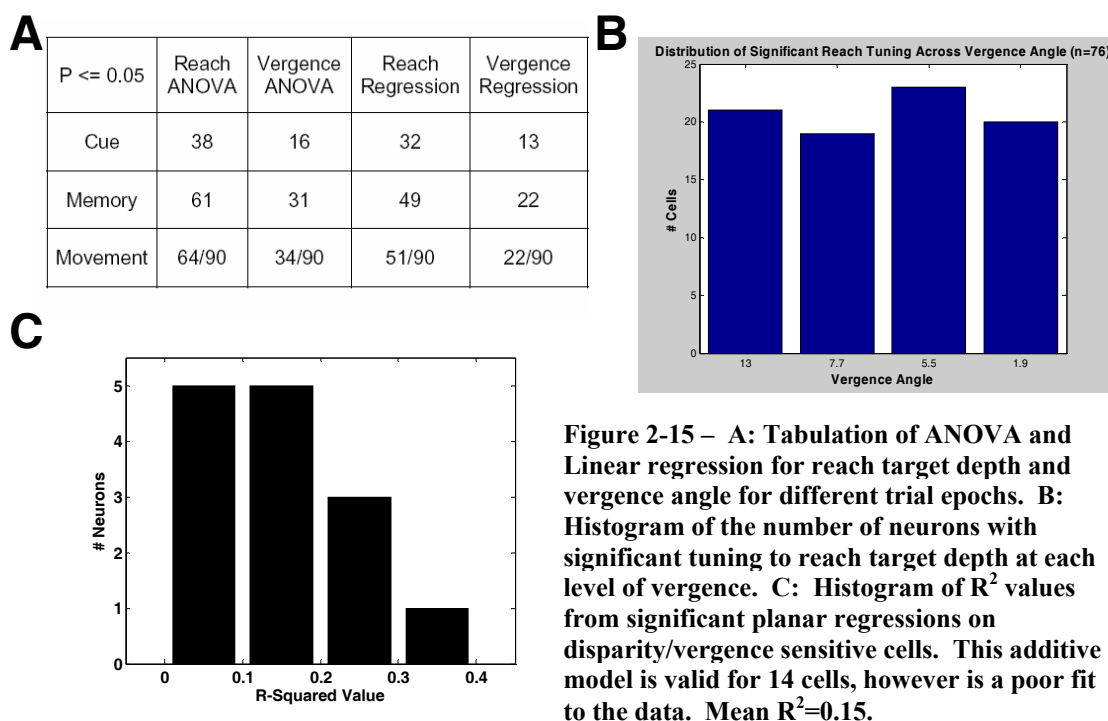 A
P <= 0.05 Reach ANOVA Vergence ANOVA Reach Regression Vergence Regression
Cue 38 16 32 13
Memory 61 31 49 22
Movement 64/90 34/90 51/90 22/90
B
Distribution of Significant Reach Tuning Across Vergence Angle (n=76)
25
20
15
10
5
0
# Cells
13 7.7 5.5 1.9
Vergence Angle
C
5
4
3
2
1
0
# Neurons
0 0.1 0.2 0.3 0.4
R-Squared Value
Figure 2-15 – A: Tabulation of ANOVA and
Linear regression for reach target depth and
vergence angle for different trial epochs. B:
Histogram of the number of neurons with
significant tuning to reach target depth at each
level of vergence. C: Histogram of R² values
from significant planar regressions on
disparity/vergence sensitive cells. This additive
model is valid for 14 cells, however is a poor fit
to the data. Mean R²=0.15.